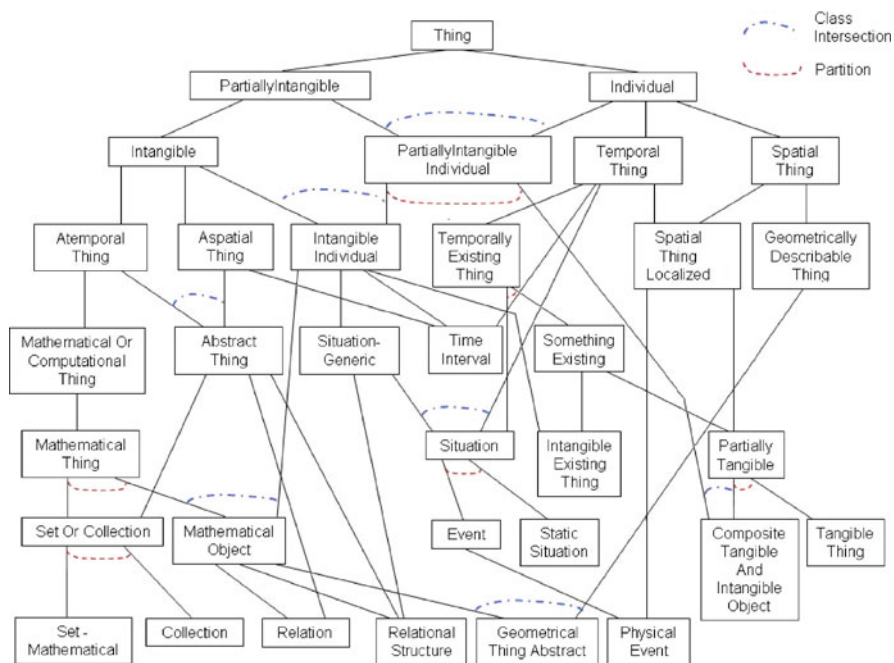 Thing
Class
Intersection
Partition
PartiallyIntangible
Individual
Intangible
PartiallyIntangible
Individual
Temporal
Thing
Spatial
Thing
Atemporal
Thing
Aspatial
Thing
Intangible
Individual
Temporally
Existing
Thing
Spatial
Thing
Localized
Geometrically
Describable
Thing
Mathematical Or
Computational
Thing
Abstract
Thing
Situation-
Generic
Time
Interval
Something
Existing
Mathematical
Thing
Situation
Intangible
Existing
Thing
Partially
Tangible
Set Or Collection
Mathematical
Object
Event
Static
Situation
Composite
Tangible
And
Intangible
Object
Tangible
Thing
Set -
Mathematical
Collection
Relation
Relational
Structure
Geometrical
Thing Abstract
Physical
Event